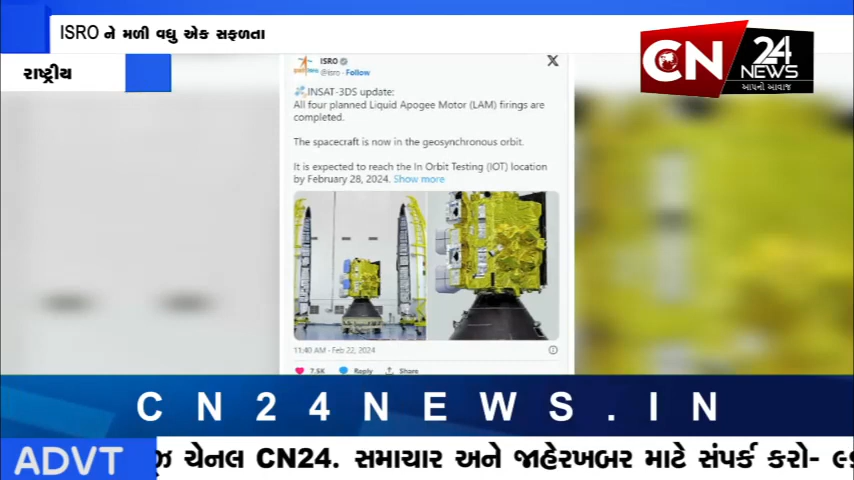 ISRO ને મળી વધુ એક સફળતા
રાષ્ટ્રીય
CN 24 NEWS
આપનો અવાજ
ISRO
@isro · Follow
INSAT-3DS update:
All four planned Liquid Apogee Motor (LAM) firings are
completed.
The spacecraft is now in the geosynchronous orbit.
It is expected to reach the In Orbit Testing (IOT) location
by February 28, 2024. Show more
11:40 AM · Feb 22, 2024
7.5K Reply Share
CN24NEWS.IN
ADVT
ચેનલ CN24. સમાચાર અને જાહેરખબર માટે સંપર્ક કરો-